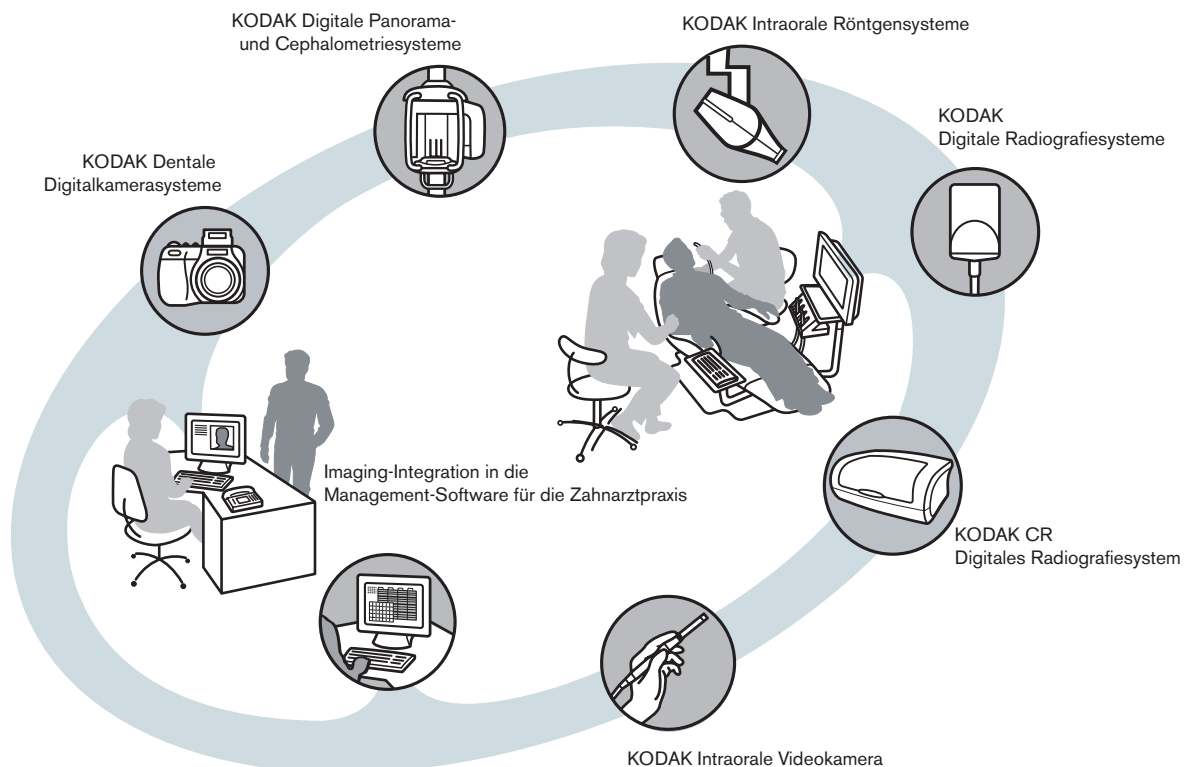 KODAK Digitale Panorama-
und Cephalometriesysteme
KODAK Intraorale Röntgensysteme
KODAK
Digitale Radiografiesysteme
KODAK Dentale
Digitalkamerasysteme
Imaging-Integration in die
Management-Software für die Zahnarztpraxis
KODAK CR
Digitales Radiografiesystem
KODAK Intraorale Videokamera